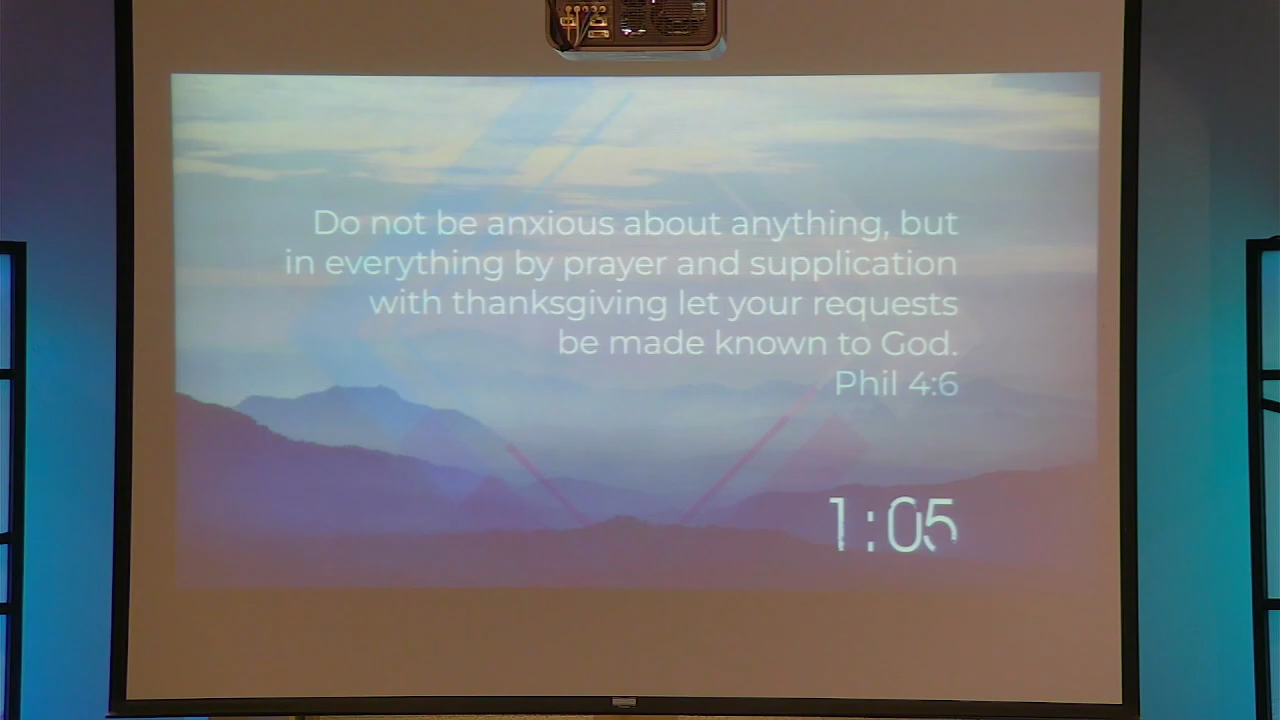 Do not be anxious about anything, but
in everything by prayer and supplication
with thanksgiving let your requests
be made known to God.
Phil 4:6
1:05